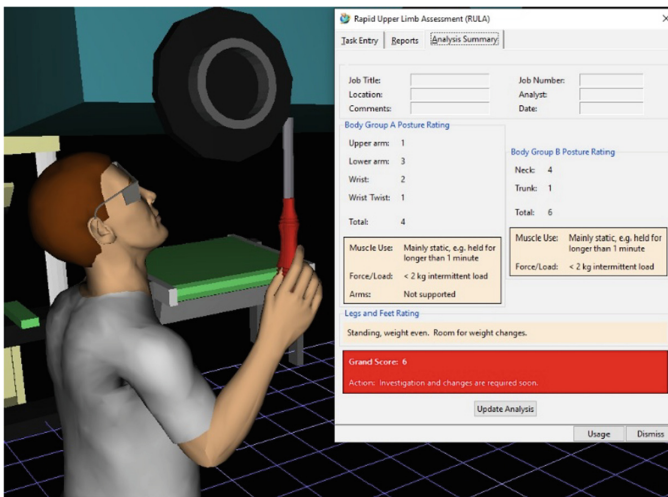 Rapid Upper Limb Assessment (RULA)
Task Entry Reports Analysis Summary
Job Title: Job Number:
Location: Analyst:
Comments: Date:
Body Group A Posture Rating
Upper arm: 1
Lower arm: 3
Wrist: 2
Wrist Twist: 1
Total: 4
Muscle Use: Mainly static, e.g. held for
longer than 1 minute
Force/Load: < 2 kg intermittent load
Arms: Not supported
Body Group B Posture Rating
Neck: 4
Trunk: 1
Total: 6
Muscle Use: Mainly static, e.g. held for
longer than 1 minute
Force/Load: < 2 kg intermittent load
Legs and Feet Rating
Standing, weight even. Room for weight changes.
Grand Score: 6
Action: Investigation and changes are required soon.
Update Analysis
Usage Dismiss